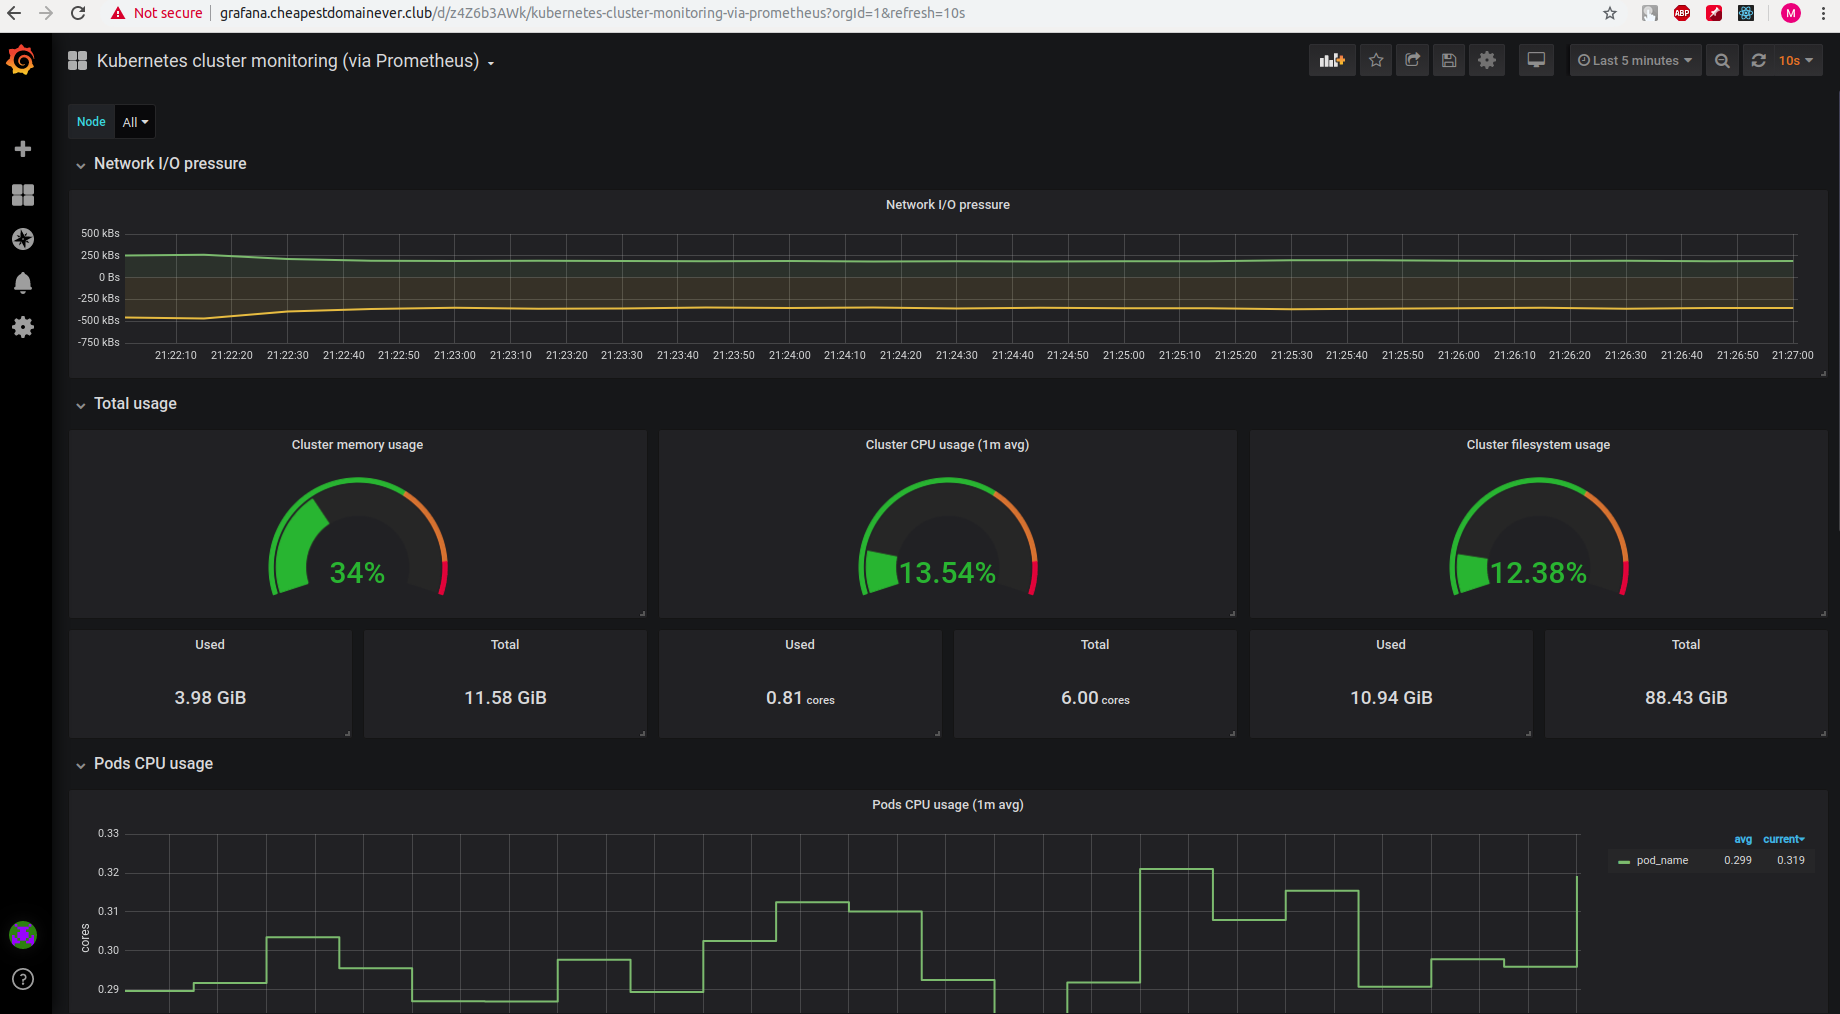 Not secure | grafana.cheapestdomainever.club/d/z4Z6b3AWk/kubernetes-cluster-monitoring-via-prometheus?orgId=1&refresh=10s
ABP
M
Kubernetes cluster monitoring (via Prometheus)
Last 5 minutes
10s
Node All
Network I/O pressure
Network I/O pressure
500 kBs
250 kBs
0 Bs
-250 kBs
-500 kBs
-750 kBs
21:22:10 21:22:20 21:22:30 21:22:40 21:22:50 21:23:00 21:23:10 21:23:20 21:23:30 21:23:40 21:23:50 21:24:00 21:24:10 21:24:20 21:24:30 21:24:40 21:24:50 21:25:00 21:25:10 21:25:20 21:25:30 21:25:40 21:25:50 21:26:00 21:26:10 21:26:20 21:26:30 21:26:40 21:26:50 21:27:00
Total usage
Cluster memory usage
34%
Cluster CPU usage (1m avg)
13.54%
Cluster filesystem usage
12.38%
Used
3.98 GiB
Total
11.58 GiB
Used
0.81 cores
Total
6.00 cores
Used
10.94 GiB
Total
88.43 GiB
Pods CPU usage
Pods CPU usage (1m avg)
cores
0.33
0.32
0.31
0.30
0.29
avg current
pod_name 0.299 0.319
?